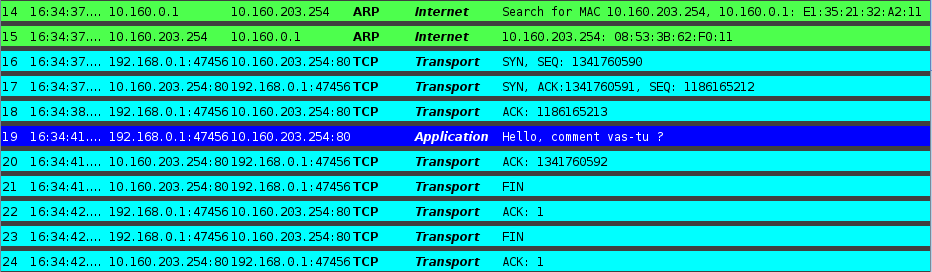 14 16:34:37.... 10.160.0.1 10.160.203.254 ARP Internet Search for MAC 10.160.203.254, 10.160.0.1: E1:35:21:32:A2:11
15 16:34:37.... 10.160.203.254 10.160.0.1 ARP Internet 10.160.203.254: 08:53:3B:62:F0:11
16 16:34:37.... 192.168.0.1:47456 10.160.203.254:80 TCP Transport SYN, SEQ: 1341760590
17 16:34:37.... 192.168.0.1:47456 10.160.203.254:80 TCP Transport SYN, ACK:1341760591, SEQ: 1186165212
18 16:34:38.... 192.168.0.1:47456 10.160.203.254:80 TCP Transport ACK: 1186165213
19 16:34:41.... 192.168.0.1:47456 10.160.203.254:80 Application Hello, comment vas-tu ?
20 16:34:41.... 10.160.203.254:80 192.168.0.1:47456 TCP Transport ACK: 1341760592
21 16:34:41.... 10.160.203.254:80 192.168.0.1:47456 TCP Transport FIN
22 16:34:42.... 192.168.0.1:47456 10.160.203.254:80 TCP Transport ACK: 1
23 16:34:42.... 192.168.0.1:47456 10.160.203.254:80 TCP Transport FIN
24 16:34:42.... 10.160.203.254:80 192.168.0.1:47456 TCP Transport ACK: 1